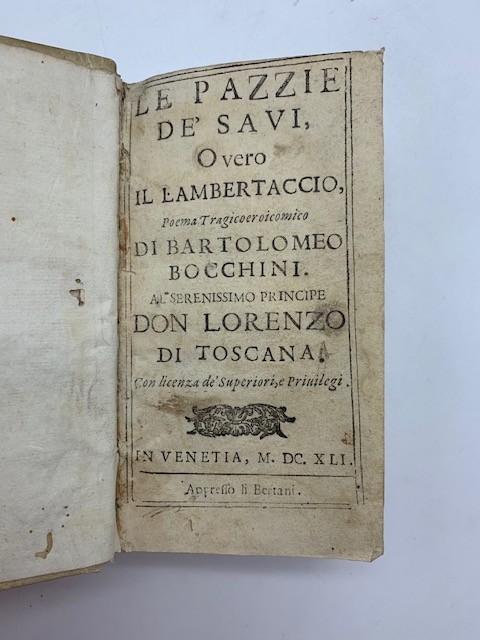 LE PAZZIE
DE' SAVI,
Overo
IL LAMBERTACCIO,
Poema Tragicoeroicomico
DI BARTOLOMEO
BOCCHINI.
AL SERENISSIMO PRINCIPE
DON LORENZO
DI TOSCANA.
Con licenza de' Superiori, e Priuilegi.
IN VENETIA, M. DC. XLI.
Appresso li Bertani.